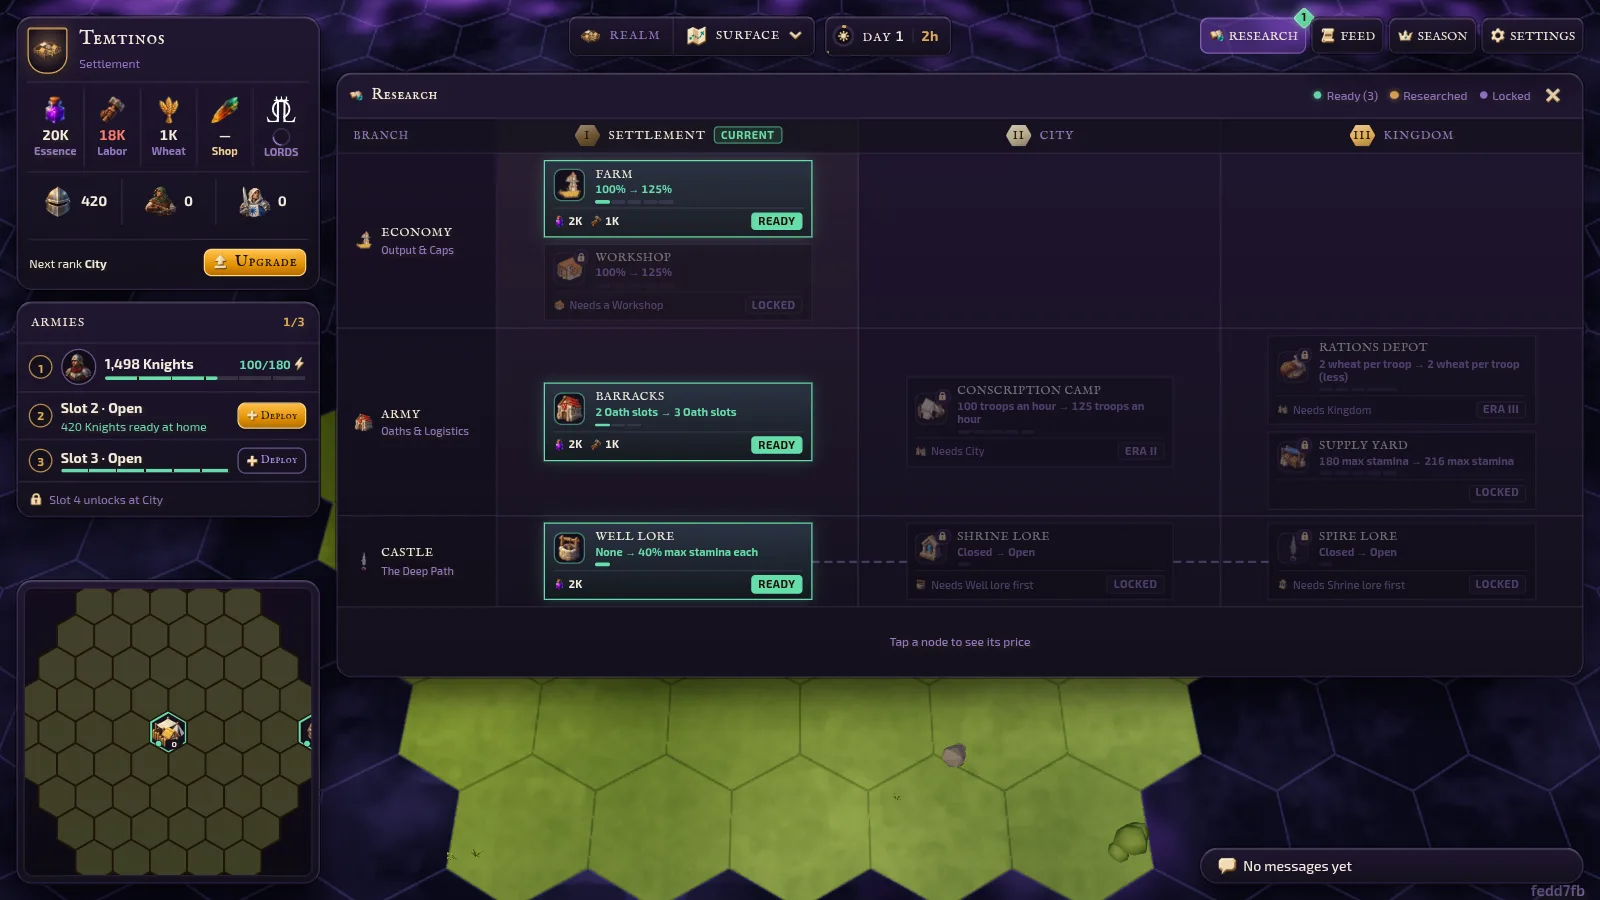 Temtinos
Settlement
20K
Essence
18K
Labor
1K
Wheat
—
Shop
LORDS
420
0
0
Next rank City
Upgrade
REALM
SURFACE
DAY 1
2h
1
RESEARCH
FEED
SEASON
SETTINGS
ARMIES
1/3
1
1,498 Knights
100/180
2
Slot 2 · Open
420 Knights ready at home
Deploy
3
Slot 3 · Open
Deploy
Slot 4 unlocks at City
0
Research
Ready (3)
Researched
Locked
BRANCH
I
SETTLEMENT
CURRENT
II
CITY
III
KINGDOM
ECONOMY
Output & Caps
FARM
100% → 125%
2K
1K
READY
WORKSHOP
100% → 125%
Needs a Workshop
LOCKED
ARMY
Oaths & Logistics
BARRACKS
2 Oath slots → 3 Oath slots
2K
1K
READY
CONSCRIPTION CAMP
100 troops an hour → 125 troops an
hour
Needs City
ERA II
RATIONS DEPOT
2 wheat per troop → 2 wheat per troop
(less)
Needs Kingdom
ERA III
SUPPLY YARD
180 max stamina → 216 max stamina
LOCKED
CASTLE
The Deep Path
WELL LORE
None → 40% max stamina each
2K
READY
SHRINE LORE
Closed → Open
Needs Well lore first
LOCKED
SPIRE LORE
Closed → Open
Needs Shrine lore first
LOCKED
Tap a node to see its price
No messages yet
fedd7fb